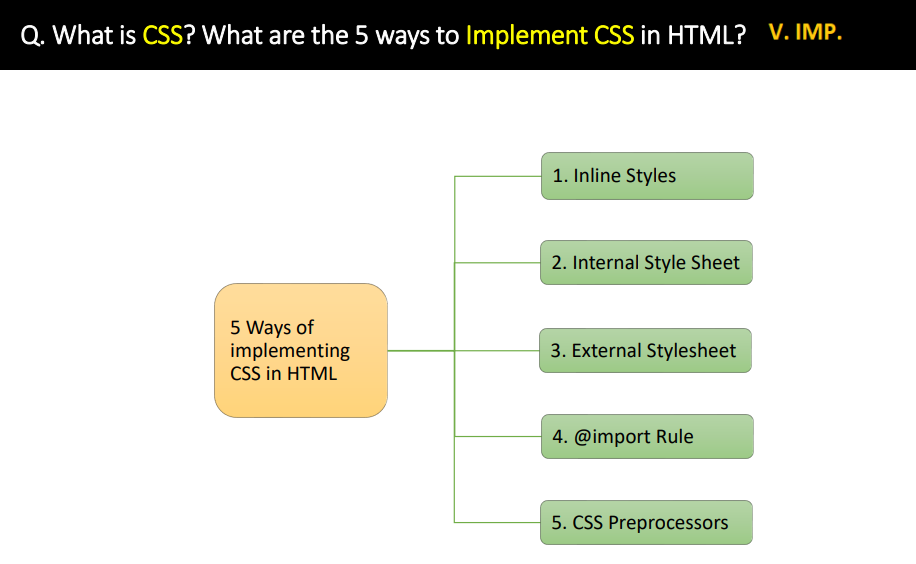 Q. What is CSS? What are the 5 ways to Implement CSS in HTML? V. IMP.
1. Inline Styles
2. Internal Style Sheet
5 Ways of
implementing
CSS in HTML
3. External Stylesheet
4. @import Rule
5. CSS Preprocessors